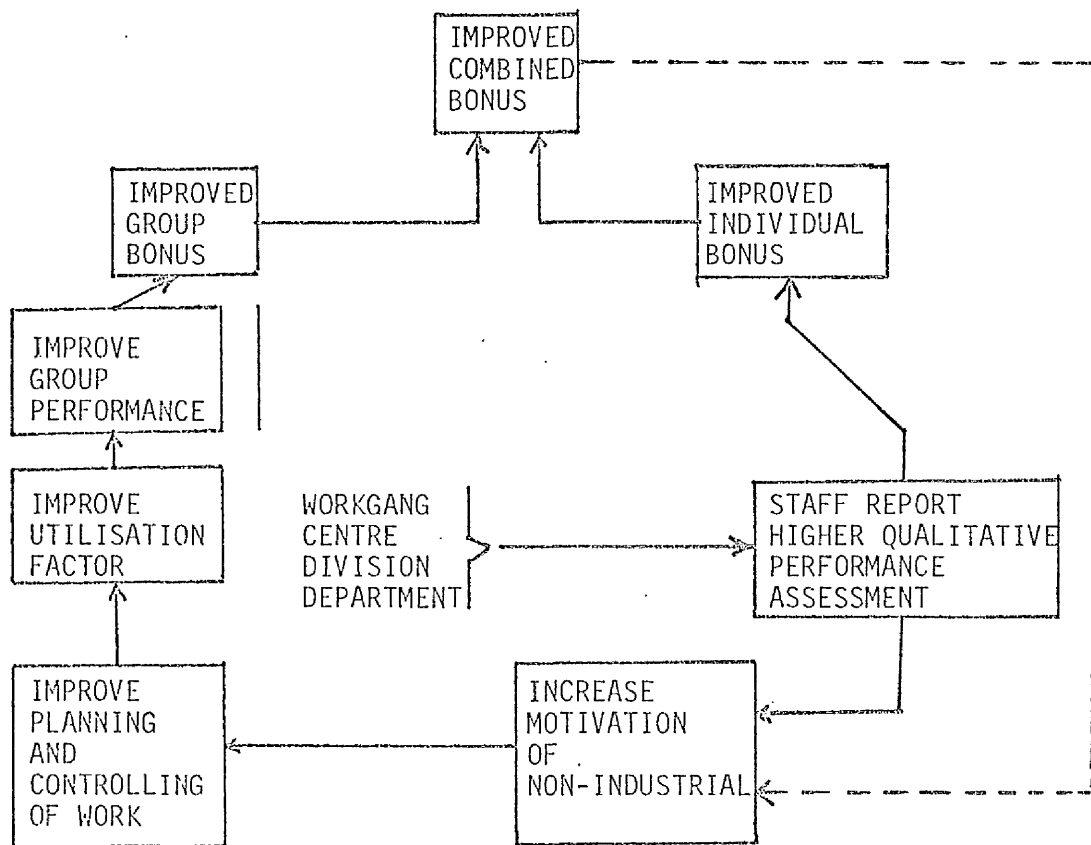 IMPROVED
COMBINED
BONUS
IMPROVED
GROUP
BONUS
IMPROVED
INDIVIDUAL
BONUS
IMPROVE
GROUP
PERFORMANCE
IMPROVE
UTILISATION
FACTOR
WORKGANG
CENTRE
DIVISION
DEPARTMENT
STAFF REPORT
HIGHER QUALITATIVE
PERFORMANCE
ASSESSMENT
IMPROVE
PLANNING
AND
CONTROLLING
OF WORK
INCREASE
MOTIVATION
OF
NON-INDUSTRIAL